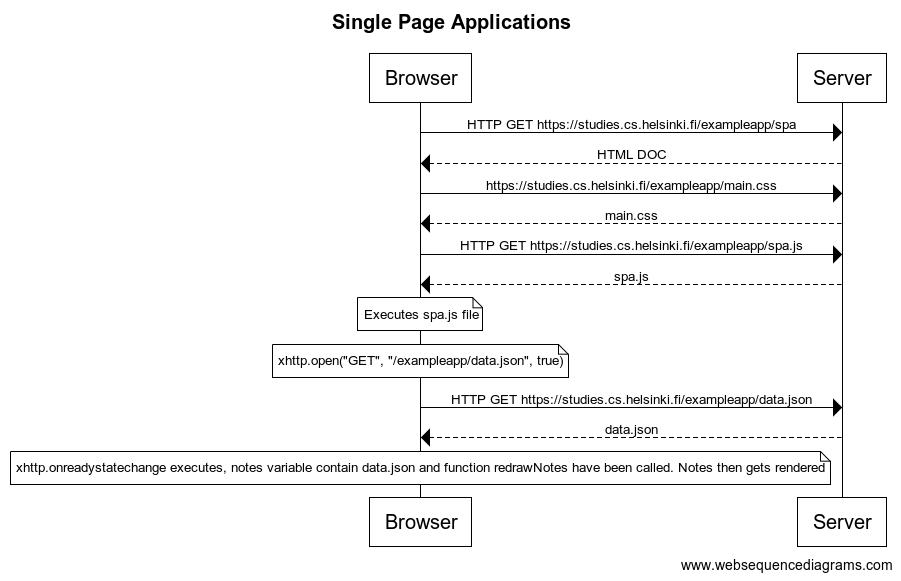 Single Page Applications
Browser
Server
HTTP GET https://studies.cs.helsinki.fi/exampleapp/spa
HTML DOC
https://studies.cs.helsinki.fi/exampleapp/main.css
main.css
HTTP GET https://studies.cs.helsinki.fi/exampleapp/spa.js
spa.js
Executes spa.js file
xhttp.open("GET", "/exampleapp/data.json", true)
HTTP GET https://studies.cs.helsinki.fi/exampleapp/data.json
data.json
xhttp.onreadystatechange executes, notes variable contain data.json and function redrawNotes have been called. Notes then gets rendered
Browser
Server
www.websequencediagrams.com